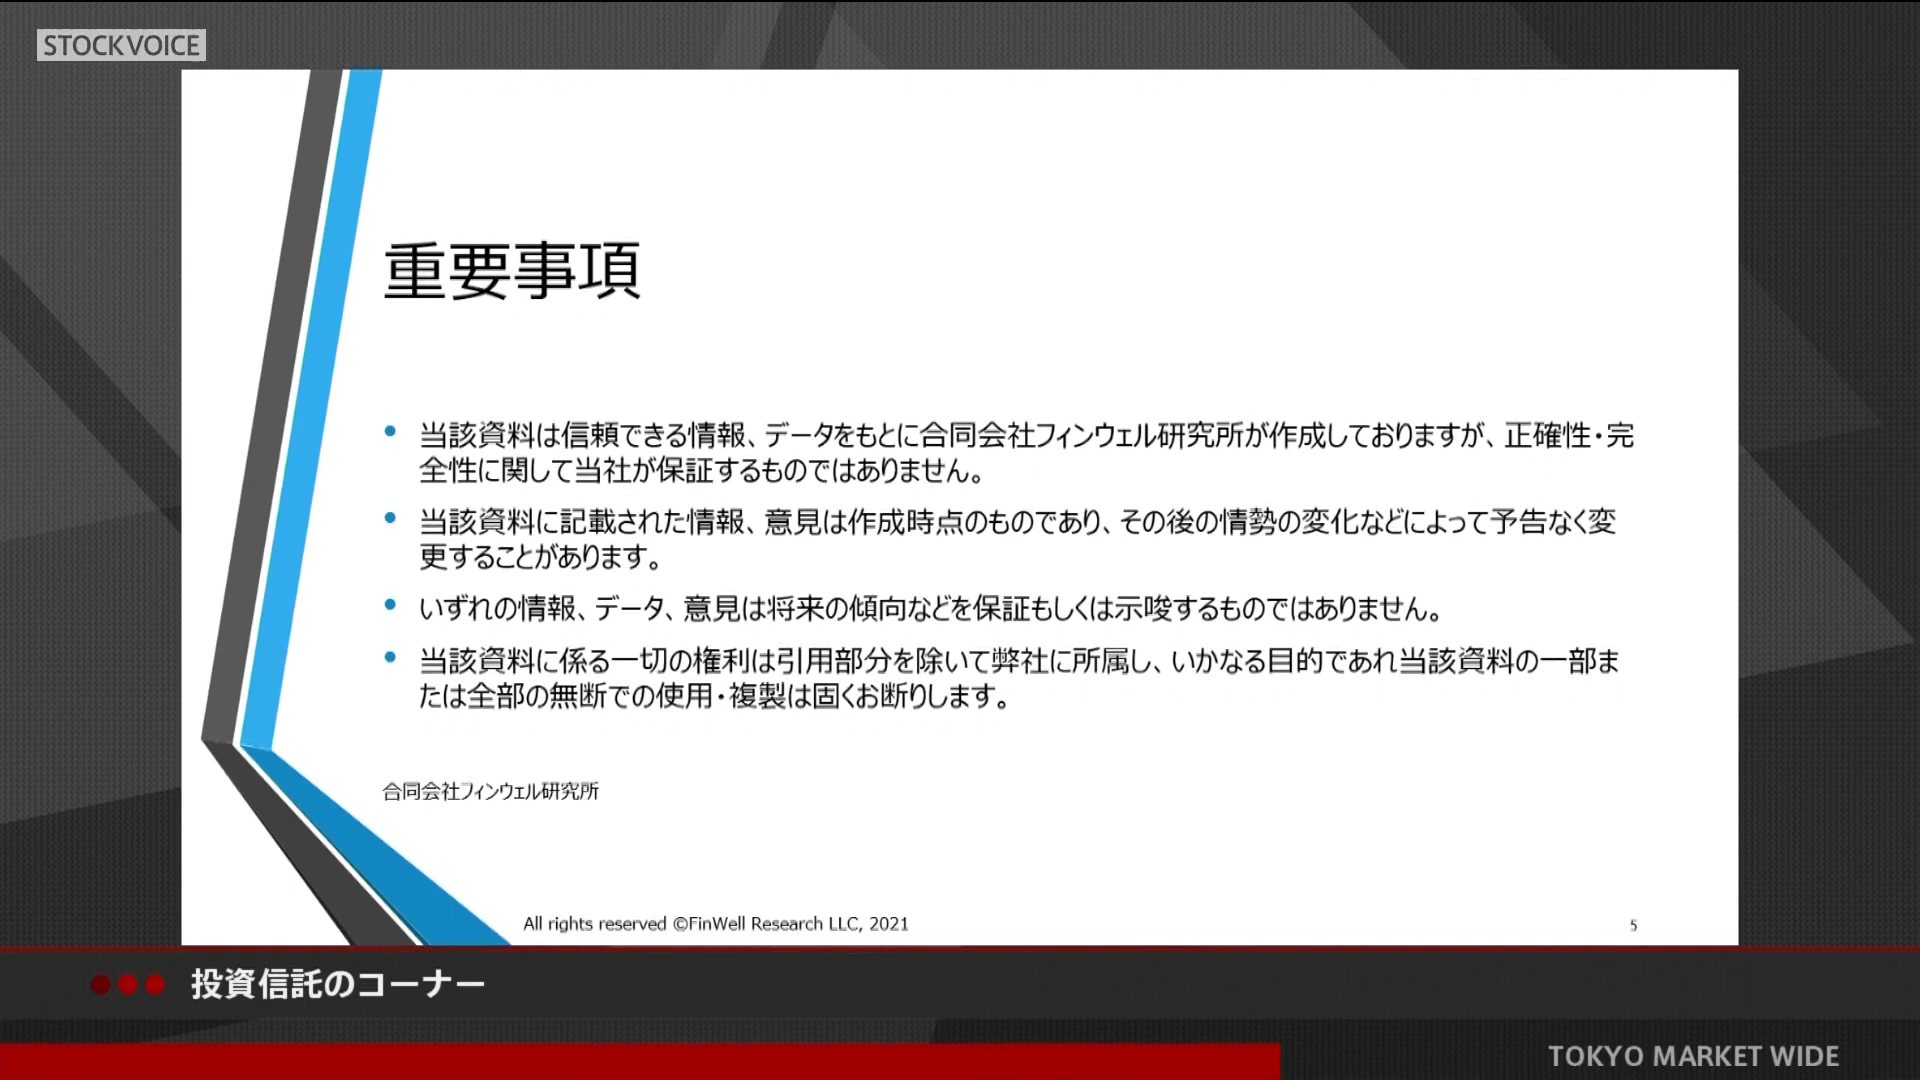 STOCKVOICE
重要事項
• 当該資料は信頼できる情報、データをもとに合同会社フィンウェル研究所が作成しておりますが、正確性・完
全性に関して当社が保証するものではありません。
• 当該資料に記載された情報、意見は作成時点のものであり、その後の情勢の変化などによって予告なく変
更することがあります。
• いずれの情報、データ、意見は将来の傾向などを保証もしくは示唆するものではありません。
• 当該資料に係る一切の権利は引用部分を除いて弊社に所属し、いかなる目的であれ当該資料の一部ま
たは全部の無断での使用・複製は固くお断りします。
合同会社フィンウェル研究所
All rights reserved ©FinWell Research LLC, 2021
5
投資信託のコーナー
TOKYO MARKET WIDE